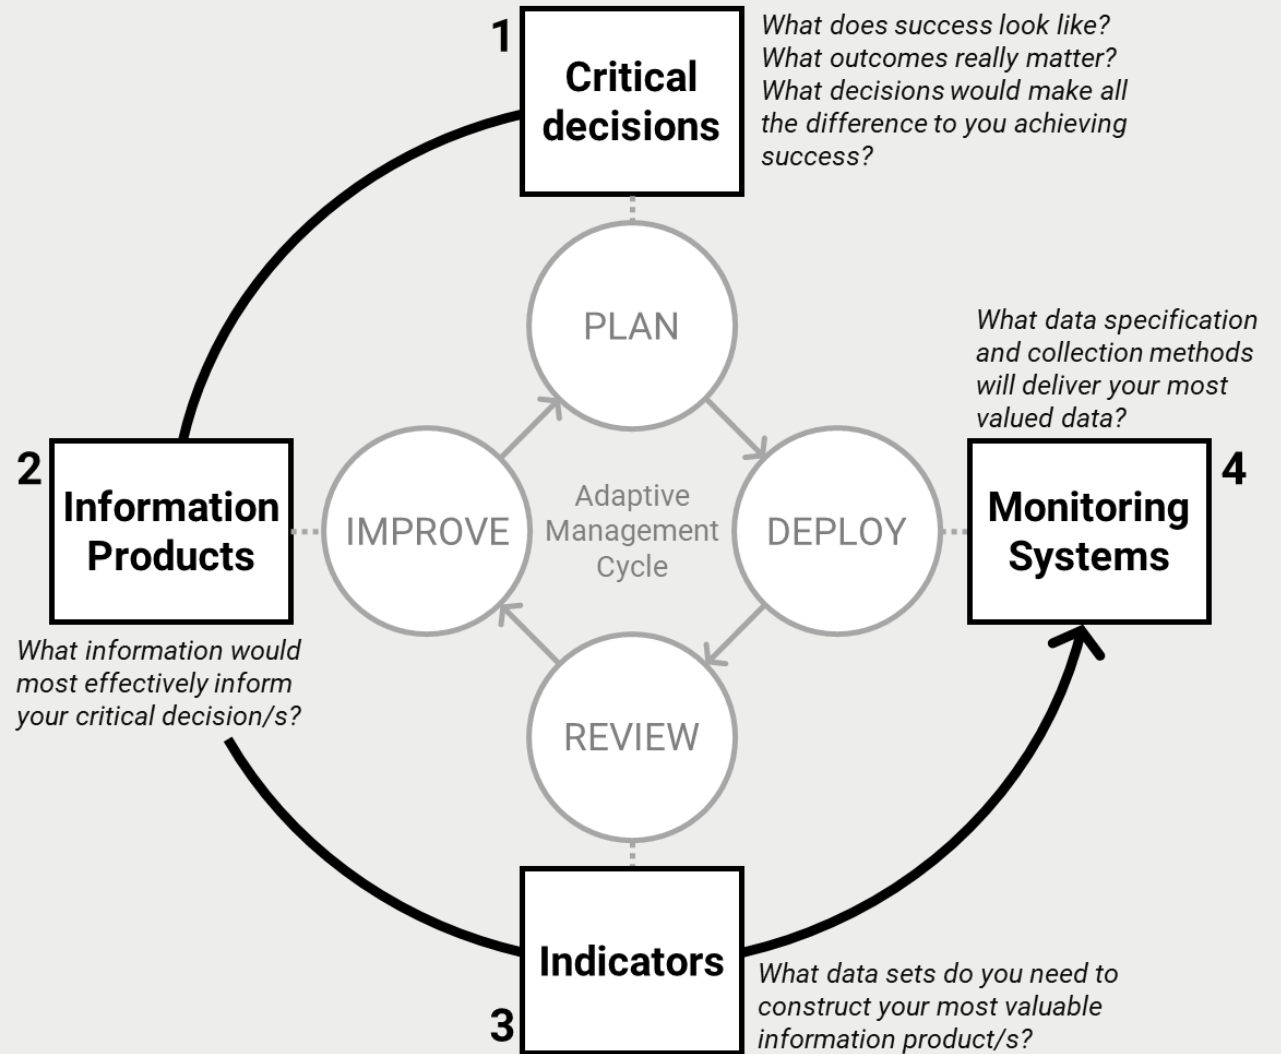 1
Critical
decisions
What does success look like?
What outcomes really matter?
What decisions would make all
the difference to you achieving
success?
PLAN
What data specification
and collection methods
will deliver your most
valued data?
2
Information
Products
IMPROVE
Adaptive
Management
Cycle
DEPLOY
Monitoring
Systems
4
What information would
most effectively inform
your critical decision/s?
REVIEW
Indicators
3
What data sets do you need to
construct your most valuable
information product/s?